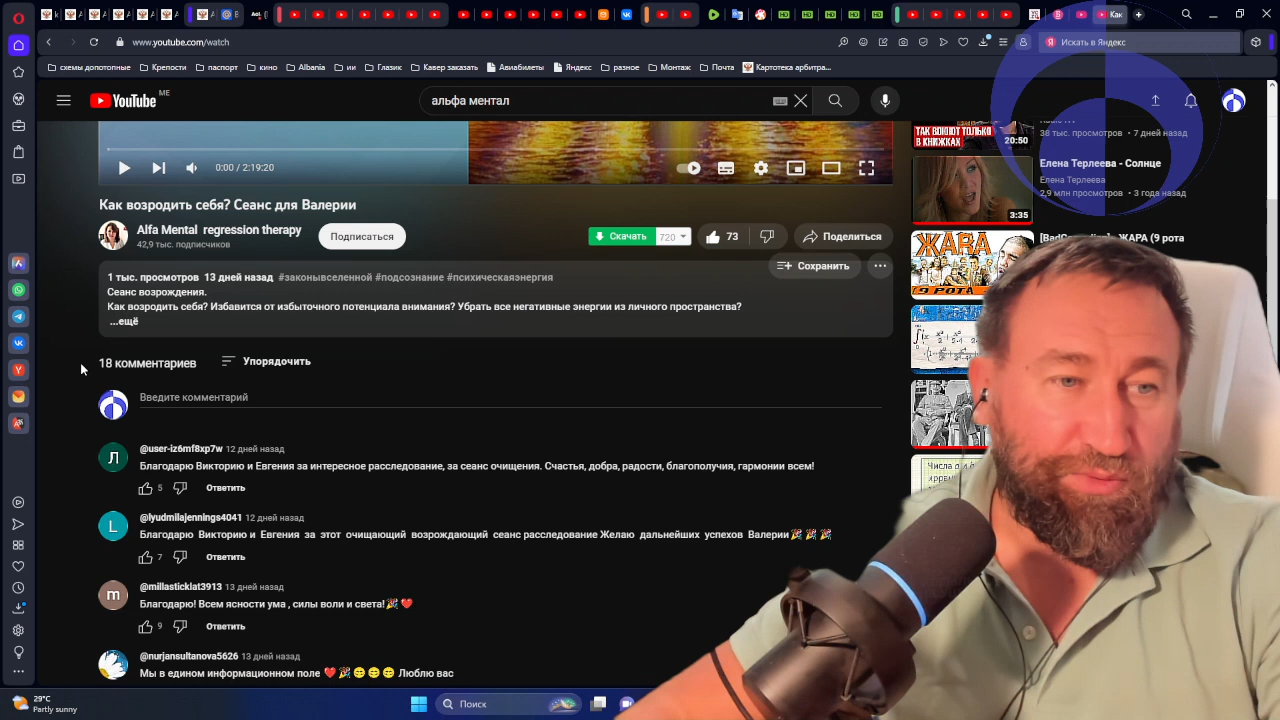 Как
www.youtube.com/watch
Искать в Яндекс
схемы допотопные
Крепости
паспорт
кино
Albania
ии
Глазик
Кавер заказать
Авиабилеты
Яндекс
разное
Монтаж
Почта
Картотека арбитра...
YouTube
ME
альфа ментал
0:00 / 2:19:20
Как возродить себя? Сеанс для Валерии
Alfa Mental regression therapy
42,9 тыс. подписчиков
Подписаться
Скачать
720
73
Поделиться
1 тыс. просмотров 13 дней назад #законывселенной #подсознание #психическаяэнергия
Сохранить
Сеанс возрождения.
Как возродить себя? Очистить от избыточного потенциала внимания? Убрать вспекулятивные энергии из личного пространства?
...ещё
18 комментариев
Упорядочить
Введите комментарий
Л
@user-iz6mf8xp7w 12 дней назад
Благодарю Викторию и Евгения за интересное расследование, за сеанс очищения. Счастья, добра, радости, благополучия, гармонии всем!
5
Ответить
L
@lyudmilajennings4041 12 дней назад
Благодарю Викторию и Евгения за этот очищающий возрождающий сеанс расследование Желаю дальнейших успехов Валерии🎉🎉🎉
7
Ответить
m
@millasticklat3913 13 дней назад
Благодарю! Всем ясности ума , силы воли и света!🎉❤️
9
Ответить
@nurjansultanova5626 13 дней назад
Мы в едином информационном поле ❤️🎉😊😊😊 Люблю вас
ТАК ВОЮЮТ ТОЛЬКО
В КНИЖКАХ
20:50
38 тыс. просмотров • 7 дней назад
3:35
Елена Терлеева - Солнце
Елена Терлеева
2,9 млн просмотров • 3 года назад
ЖАРА
9 РОТА
ЖАРА (9 рота
Числа
29°C
Partly sunny
Поиск